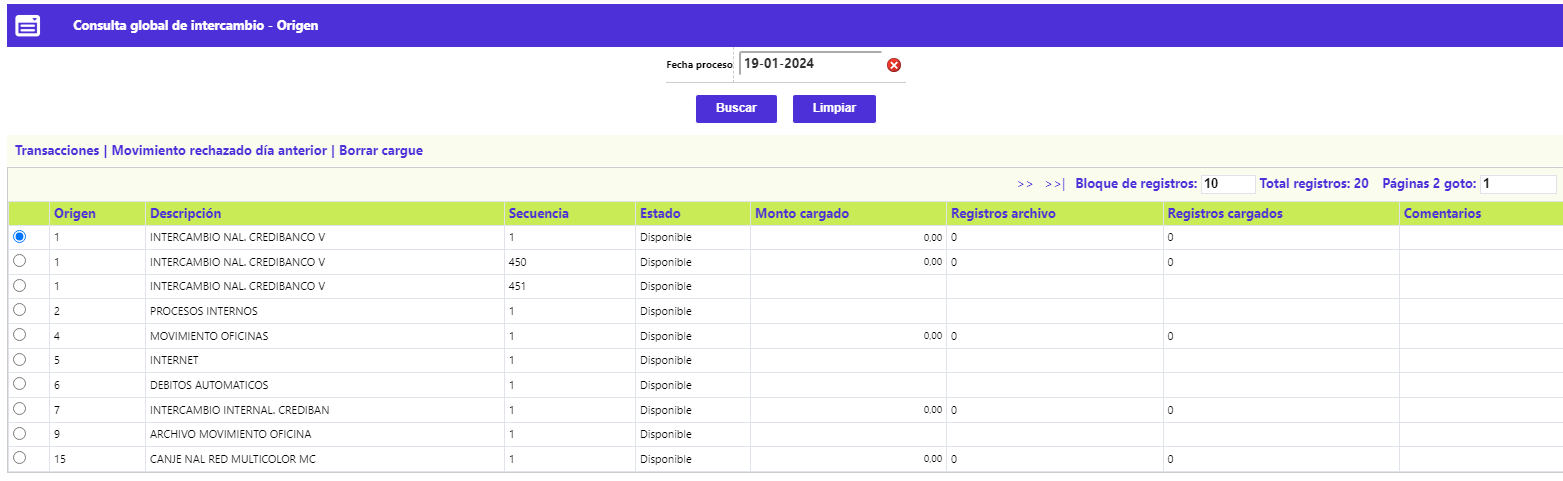 Consulta global de intercambio - Origen
Fecha proceso 19-01-2024
Buscar Limpiar
Transacciones | Movimiento rechazado día anterior | Borrar cargue
>> >>| Bloque de registros: 10 Total registros: 20 Páginas 2 goto: 1
Origen Descripción Secuencia Estado Monto cargado Registros archivo Registros cargados Comentarios
1 INTERCAMBIO NAL. CREDIBANCO V 1 Disponible 0,00 0 0
1 INTERCAMBIO NAL. CREDIBANCO V 450 Disponible 0,00 0 0
1 INTERCAMBIO NAL. CREDIBANCO V 451 Disponible
2 PROCESOS INTERNOS 1 Disponible
4 MOVIMIENTO OFICINAS 1 Disponible 0,00 0 0
5 INTERNET 1 Disponible
6 DEBITOS AUTOMATICOS 1 Disponible
7 INTERCAMBIO INTERNAL. CREDIBAN 1 Disponible 0,00 0 0
9 ARCHIVO MOVIMIENTO OFICINA 1 Disponible
15 CANJE NAL RED MULTICOLOR MC 1 Disponible 0,00 0 0